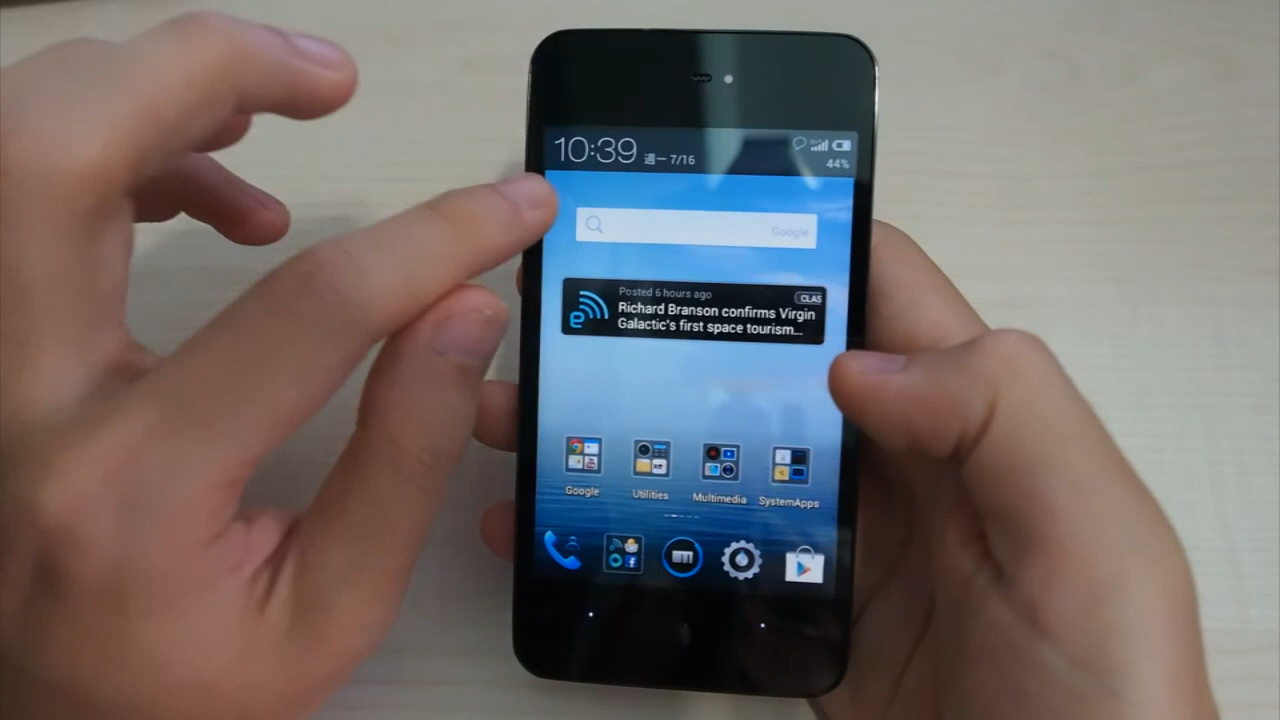 10:39 週一 7/16
44%
Google
Posted 6 hours ago
CLAS
Richard Branson confirms Virgin
Galactic's first space tourism...
Google
Utilities
Multimedia
SystemApps